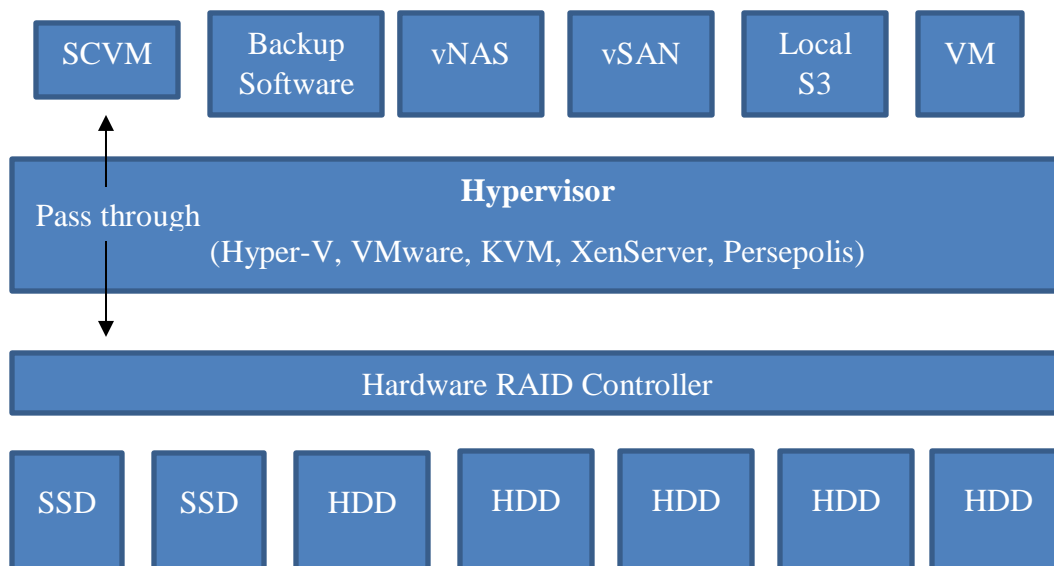 SCVM
Backup
Software
vNAS
vSAN
Local
S3
VM
Hypervisor
Pass through
(Hyper-V, VMware, KVM, XenServer, Persepolis)
Hardware RAID Controller
SSD
SSD
HDD
HDD
HDD
HDD
HDD